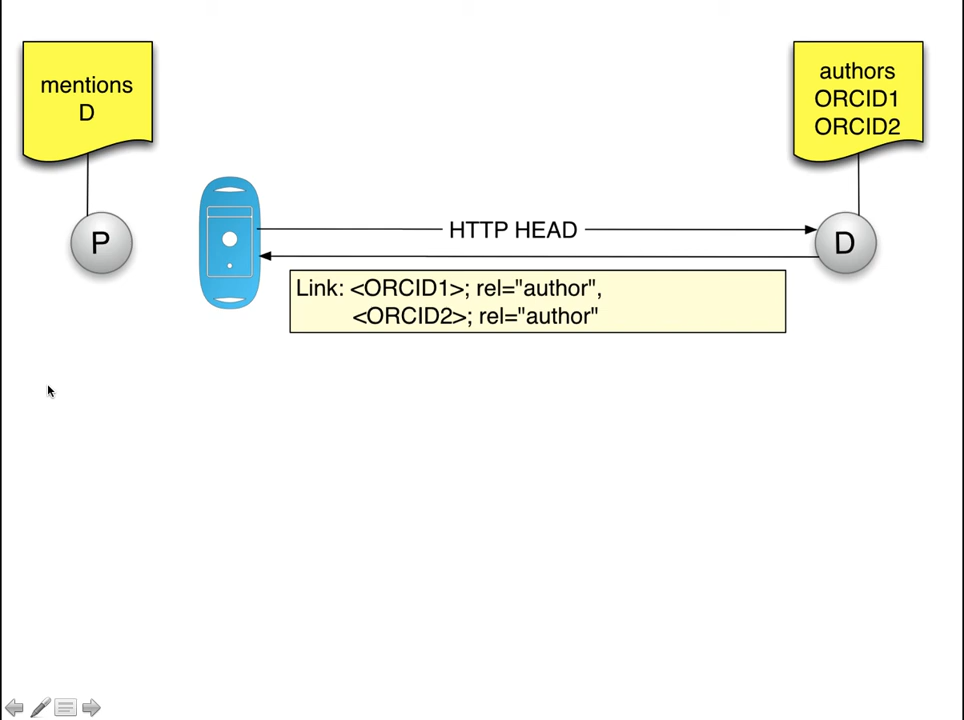 mentions
D
authors
ORCID1
ORCID2
P
HTTP HEAD
D
Link: <ORCID1>; rel="author",
<ORCID2>; rel="author"